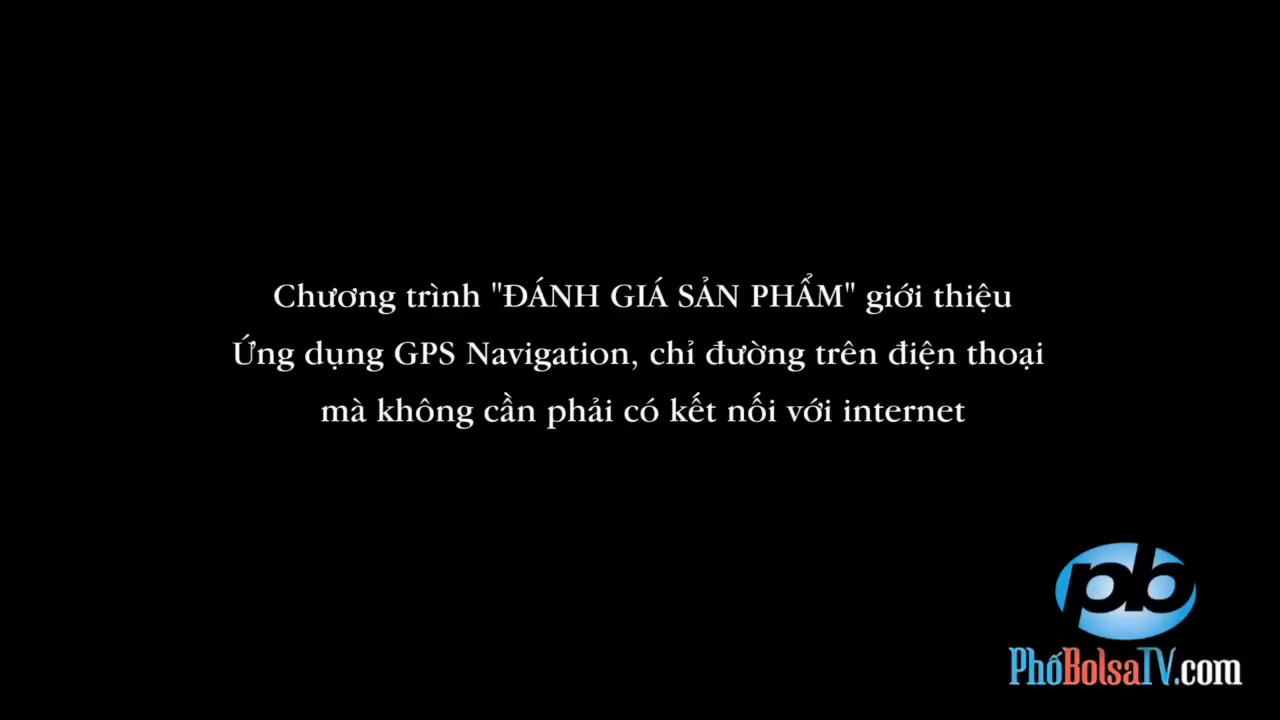 Chương trình "ĐÁNH GIÁ SẢN PHẨM" giới thiệu
Ứng dụng GPS Navigation, chỉ đường trên điện thoại
mà không cần phải có kết nối với internet
pb
PhốBolsaTV.com